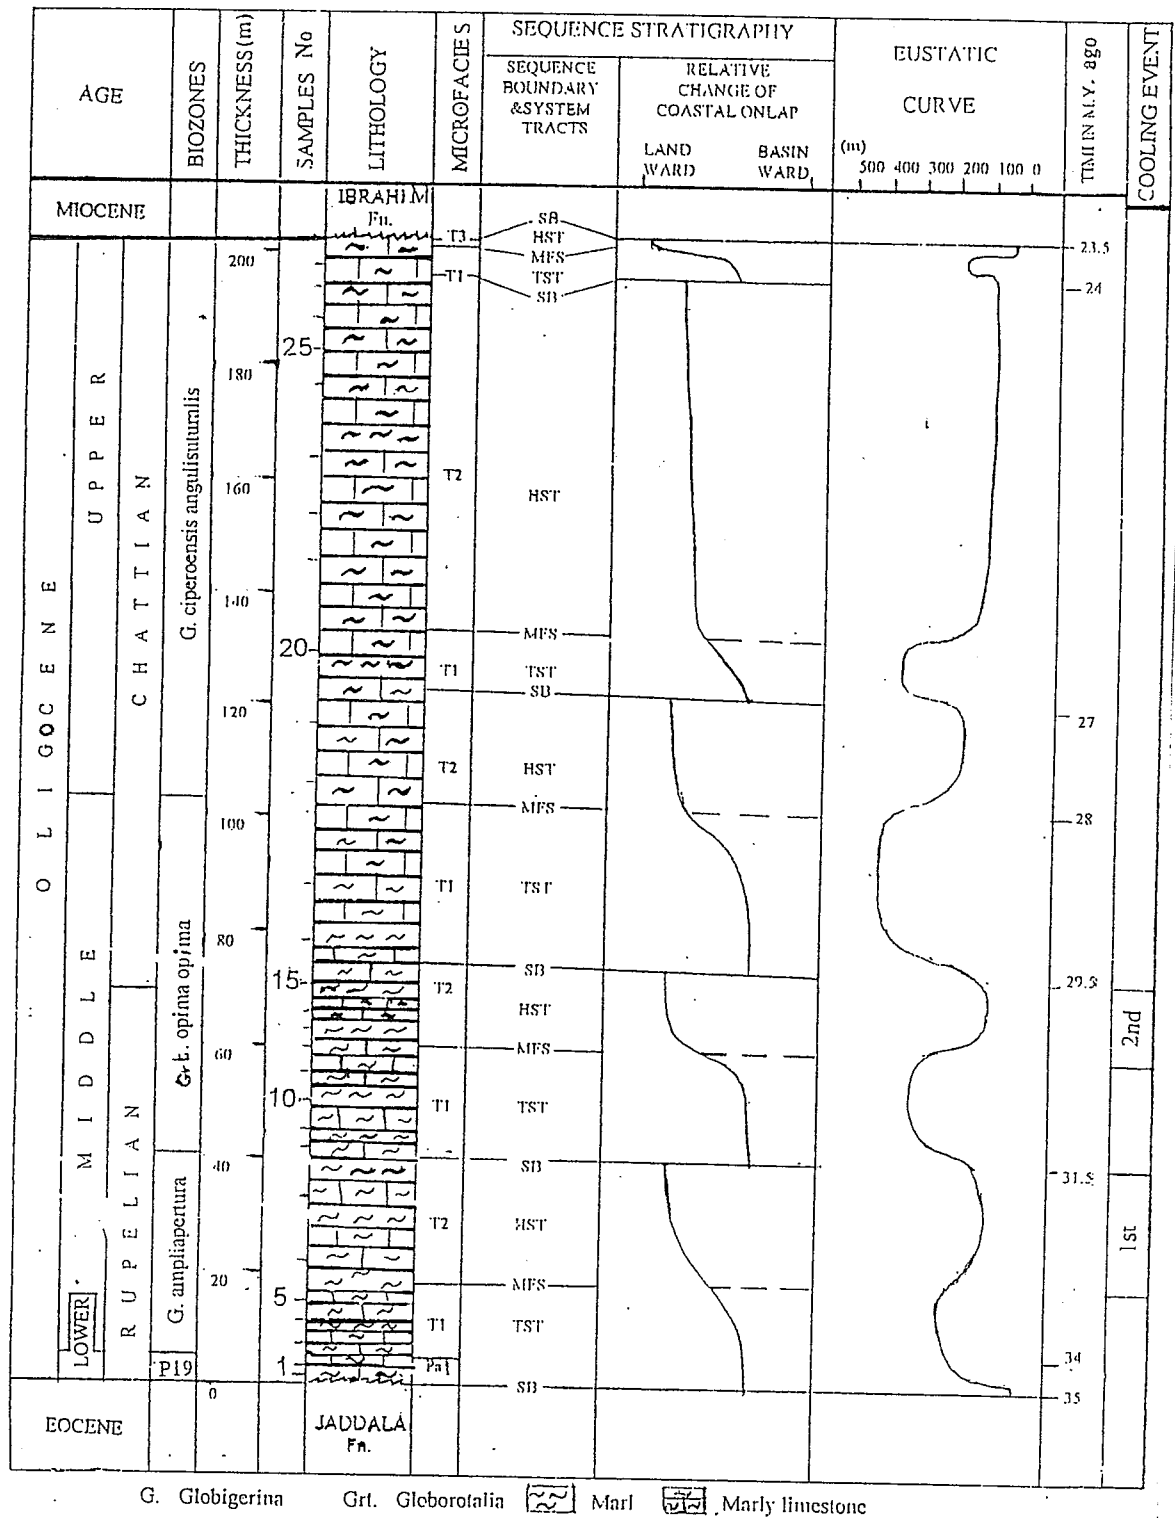 AGE
BIOZONES
THICKNESS(m)
SAMPLES No
LITHOLOGY
MICROFACIES
SEQUENCE STRATIGRAPHY
SEQUENCE
BOUNDARY
&SYSTEM
TRACTS
RELATIVE
CHANGE OF
COASTAL ONLAP
LAND
WARD
BASIN
WARD
EUSTATIC
CURVE
(m)
500 400 300 200 100 0
TIM IN M.Y. ago
COOLING EVENT
MIOCENE
IBRAHIM
Fn.
OLIGOCENE
UPPER
MIDDLE
LOWER
CHATTIAN
RUPELIAN
G. ciperoensis angulisuturalis
Grt. opima opima
G. ampliapertura
P19
200
180
160
140
120
100
80
60
40
20
0
25
20
15
10
5
1
T3
T1
T2
T1
T2
T1
T2
T1
T2
T1
Pa1
SB
HST
MFS
TST
SB
HST
MFS
TST
SB
HST
MFS
TST
SB
HST
MFS
TST
SB
HST
MFS
TST
SB
23.5
24
27
28
29.3
31.5
34
35
2nd
1st
EOCENE
JADDALA
Fn.
G. Globigerina Grt. Globorotalia Marl Marly limestone